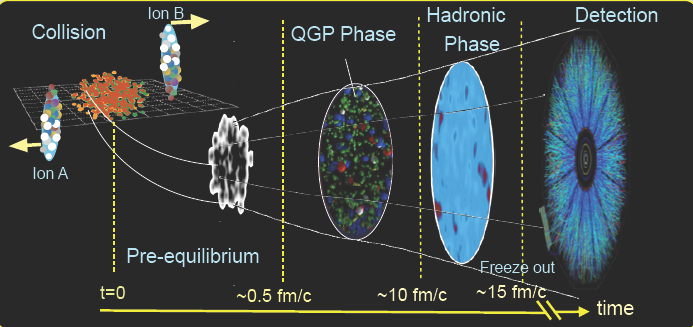 Collision
Ion B
Ion A
QGP Phase
Hadronic
Phase
Detection
Pre-equilibrium
Freeze out
t=0
~0.5 fm/c
~10 fm/c
~15 fm/c
time